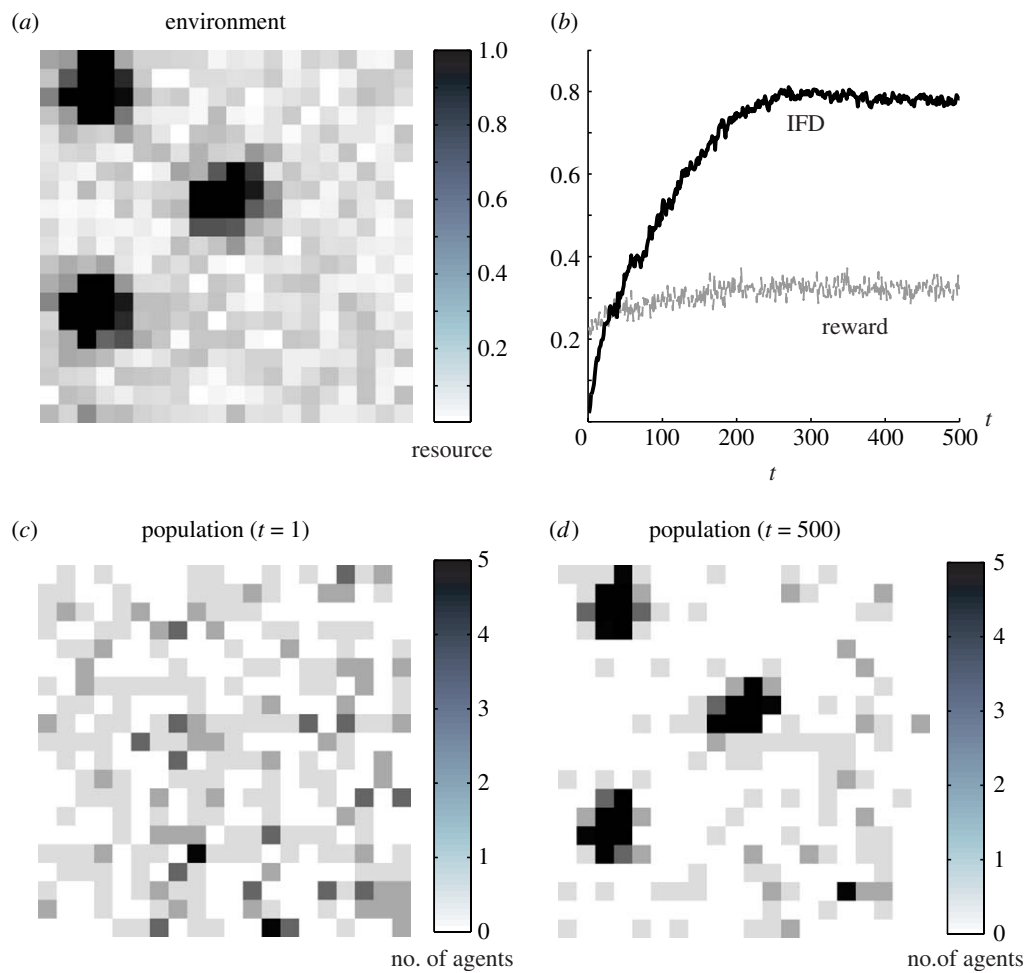 (a)
environment
1.0
0.8
0.6
0.4
0.2
resource
(b)
0.8
0.6
0.4
0.2
IFD
reward
0
100
200
300
400
500
t
t
(c)
population (t = 1)
5
4
3
2
1
0
no. of agents
(d)
population (t = 500)
5
4
3
2
1
0
no.of agents